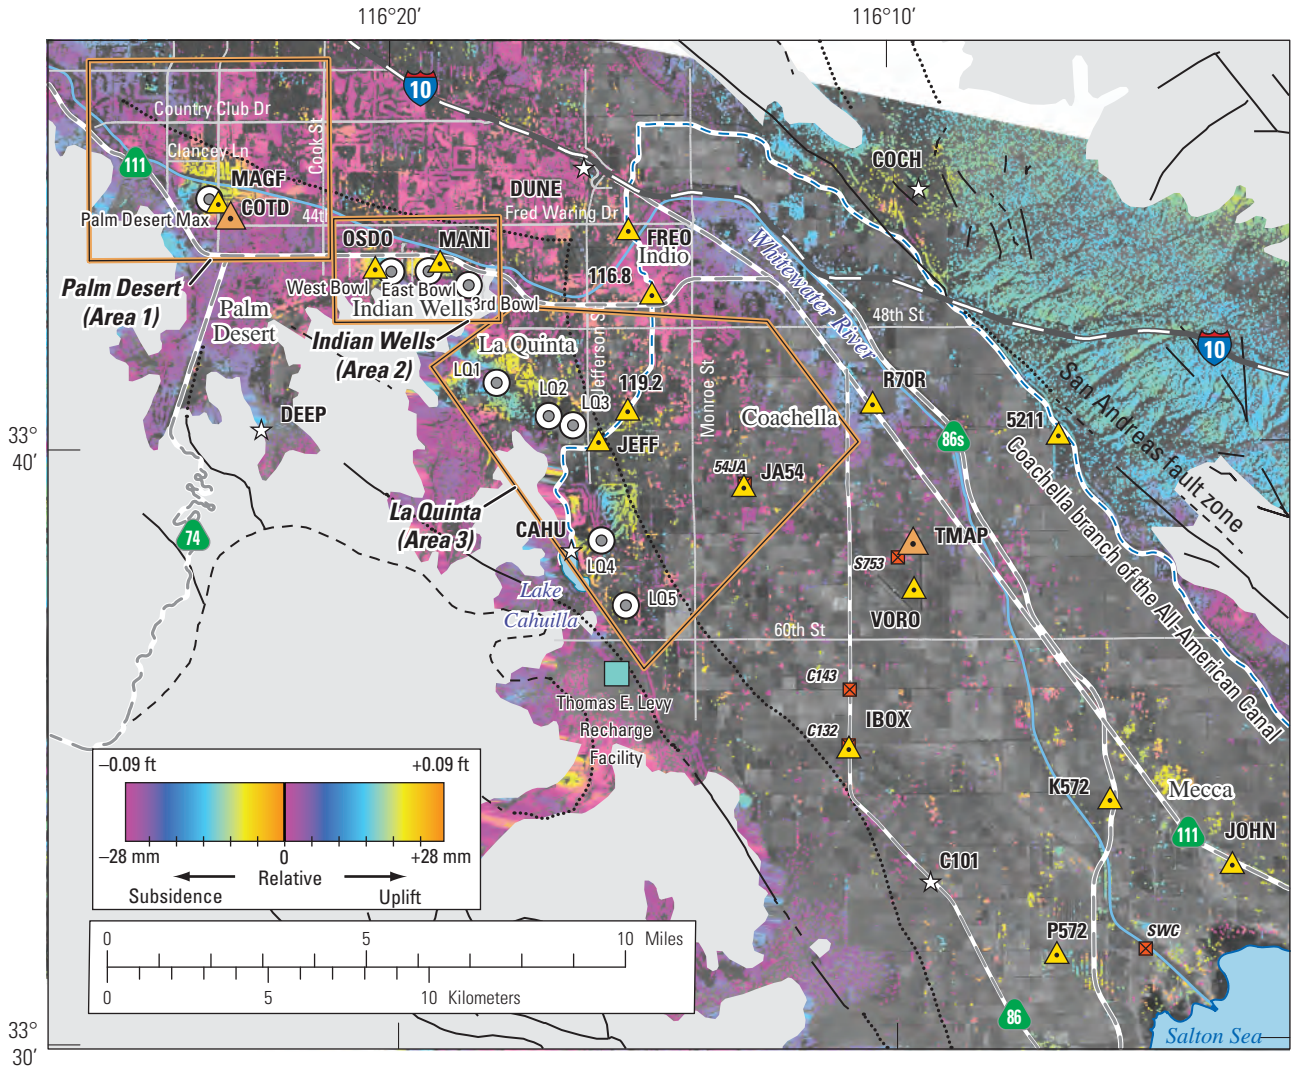 116°20′
116°10′
10
Country Club Dr
COCH
Clancey Ln
Cook St
111
MAGF
DUNE
COTD
Palm Desert Max
44th
Fred Waring Dr
OSDO
MANI
FREO
Indio
Whitewater River
116.8
West Bowl
East Bowl
3rd Bowl
Palm Desert
(Area 1)
Palm
Desert
Indian Wells
48th St
Indian Wells
(Area 2)
La Quinta
Jefferson St
10
LQ1
LQ2
LQ3
119.2
Monroe St
R70R
San Andreas fault zone
DEEP
Coachella
5211
86s
33°
40′
JEFF
54JA
JA54
Coachella branch of the All-American Canal
La Quinta
(Area 3)
CAHU
74
TMAP
S753
LQ4
Lake
Cahuilla
LQ5
VORO
60th St
C143
Thomas E. Levy
Recharge
Facility
IBOX
C132
K572
Mecca
111
JOHN
−0.09 ft
+0.09 ft
−28 mm
0
+28 mm
Relative
Subsidence
Uplift
C101
0
5
10 Miles
0
5
10 Kilometers
P572
SWC
86
33°
30′
Salton Sea